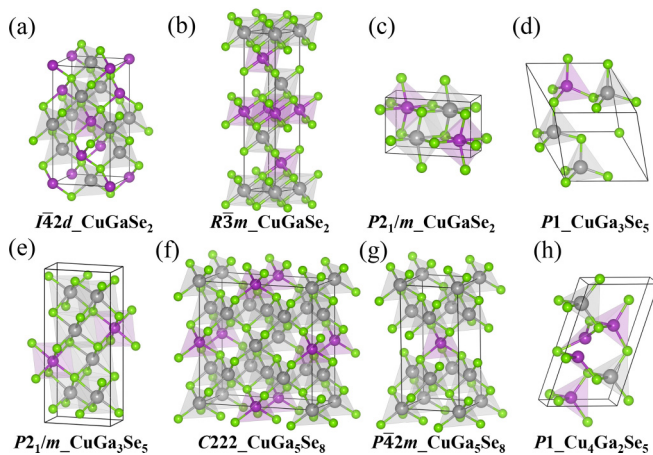 (a)
(b)
(c)
(d)
I4̅2d_CuGaSe₂
R3̅m_CuGaSe₂
P2₁/m_CuGaSe₂
P1_CuGa₃Se₅
(e)
(f)
(g)
(h)
P2₁/m_CuGa₃Se₅
C222_CuGa₅Se₈
P4̅2m_CuGa₅Se₈
P1_Cu₄Ga₂Se₅